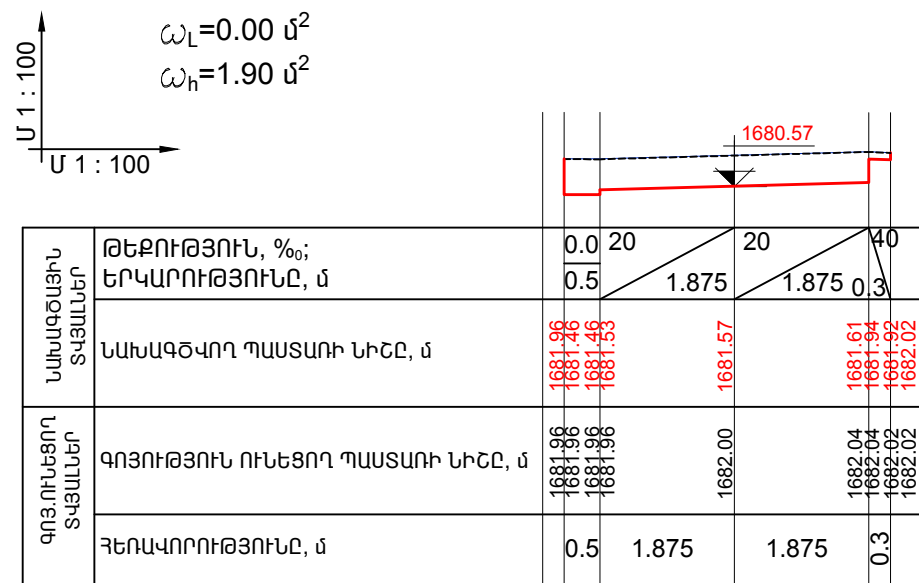 ω_L=0.00 մ²
ω_h=1.90 մ²
Մ 1 : 100
Մ 1 : 100
1680.57
ՆԱԽԱԳԾԱՅԻՆ ՏՎՅԱԼՆԵՐ
ԹԵՔՈՒԹՅՈՒՆ, ‰;
ԵՐԿԱՐՈՒԹՅՈՒՆԸ, մ
0.0 20 20 40
0.5 1.875 1.875 0.3
ՆԱԽԱԳԾՎՈՂ ՊԱՍՏԱՌԻ ՆԻՇԸ, մ
1681.96 1681.46 1681.46 1681.53 1681.57 1681.61 1681.94 1681.92 1682.02
ԳՈՅ.ՈՒՆԵՑՈՂ ՏՎՅԱԼՆԵՐ
ԳՈՅՈՒԹՅՈՒՆ ՈՒՆԵՑՈՂ ՊԱՍՏԱՌԻ ՆԻՇԸ, մ
1681.96 1681.96 1681.96 1681.96 1682.00 1682.04 1682.04 1682.02 1682.02
ՀԵՌԱՎՈՐՈՒԹՅՈՒՆԸ, մ
0.5 1.875 1.875 0.3